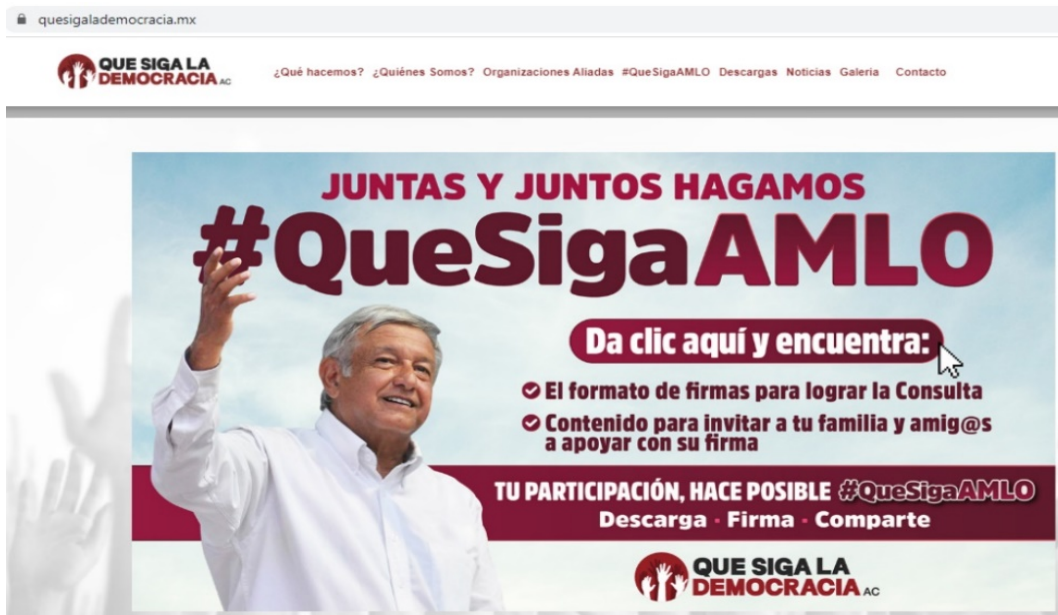 quesigalademocracia.mx
QUE SIGA LA
DEMOCRACIA AC
¿Qué hacemos? ¿Quiénes Somos? Organizaciones Aliadas #QueSigaAMLO Descargas Noticias Galeria Contacto
JUNTAS Y JUNTOS HAGAMOS
#QueSigaAMLO
Da clic aquí y encuentra:
El formato de firmas para lograr la Consulta
Contenido para invitar a tu familia y amig@s
a apoyar con su firma
TU PARTICIPACIÓN, HACE POSIBLE #QueSigaAMLO
Descarga · Firma · Comparte
QUE SIGA LA
DEMOCRACIA AC